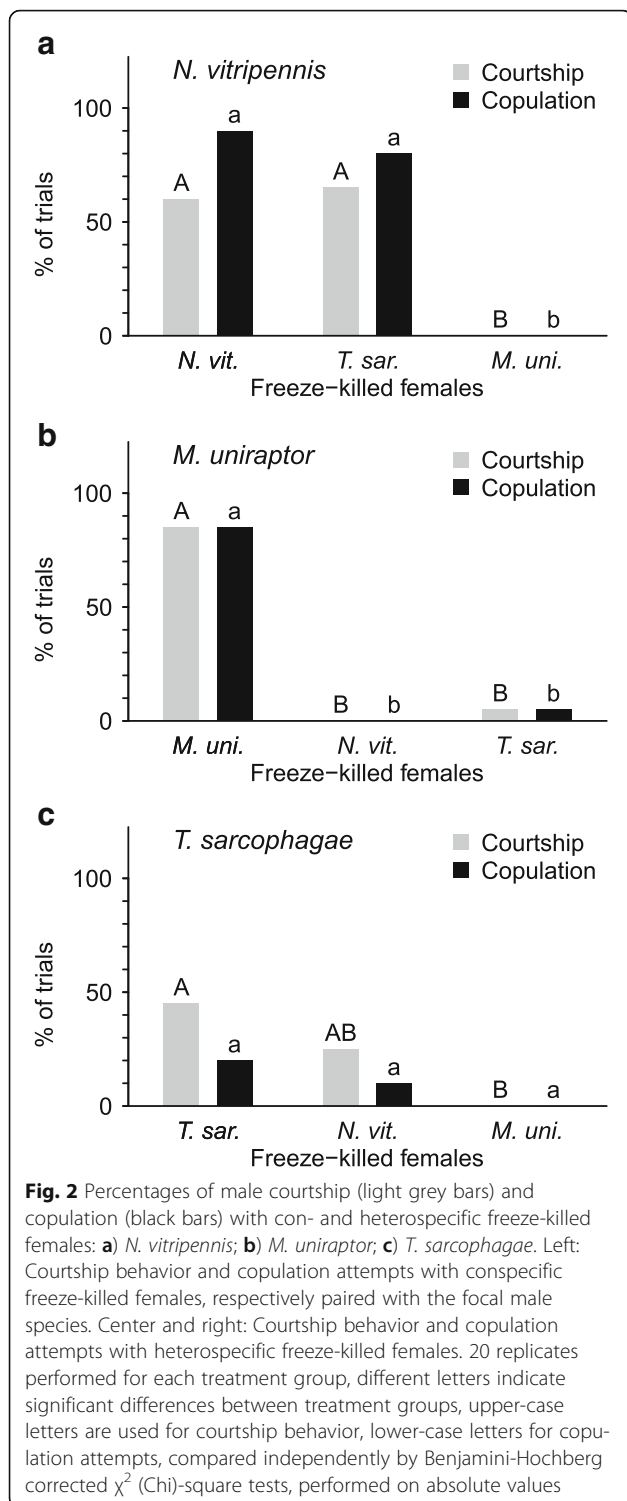 a
N. vitripennis
Courtship
Copulation
% of trials
100
50
0
A a A a B b
N. vit. T. sar. M. uni.
Freeze−killed females
b
M. uniraptor
Courtship
Copulation
% of trials
100
50
0
A a B b B b
M. uni. N. vit. T. sar.
Freeze−killed females
c
T. sarcophagae
Courtship
Copulation
% of trials
100
50
0
A a AB a B a
T. sar. N. vit. M. uni.
Freeze−killed females
Fig. 2 Percentages of male courtship (light grey bars) and
copulation (black bars) with con- and heterospecific freeze-killed
females: a) N. vitripennis; b) M. uniraptor; c) T. sarcophagae. Left:
Courtship behavior and copulation attempts with conspecific
freeze-killed females, respectively paired with the focal male
species. Center and right: Courtship behavior and copulation
attempts with heterospecific freeze-killed females. 20 replicates
performed for each treatment group, different letters indicate
significant differences between treatment groups, upper-case
letters are used for courtship behavior, lower-case letters for copu-
lation attempts, compared independently by Benjamini-Hochberg
corrected χ² (Chi)-square tests, performed on absolute values